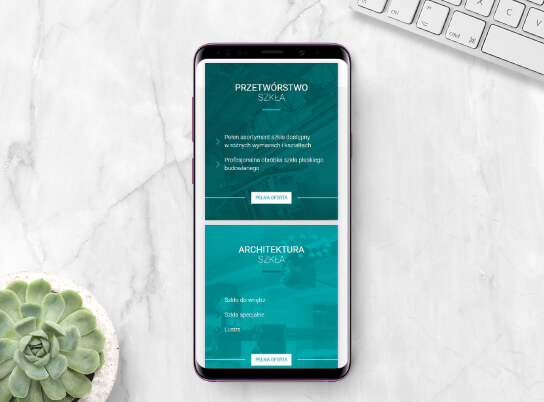 PRZETWÓRSTWO
SZKŁA
Pełen asortyment szkła dostępny
w różnych wymiarach i kształtach
Profesjonalna obróbka szkła płaskiego
budowlanego
PEŁNA OFERTA
ARCHITEKTURA
SZKŁA
Szkło do wnętrz
Szkło specjalne
Lustra
PEŁNA OFERTA